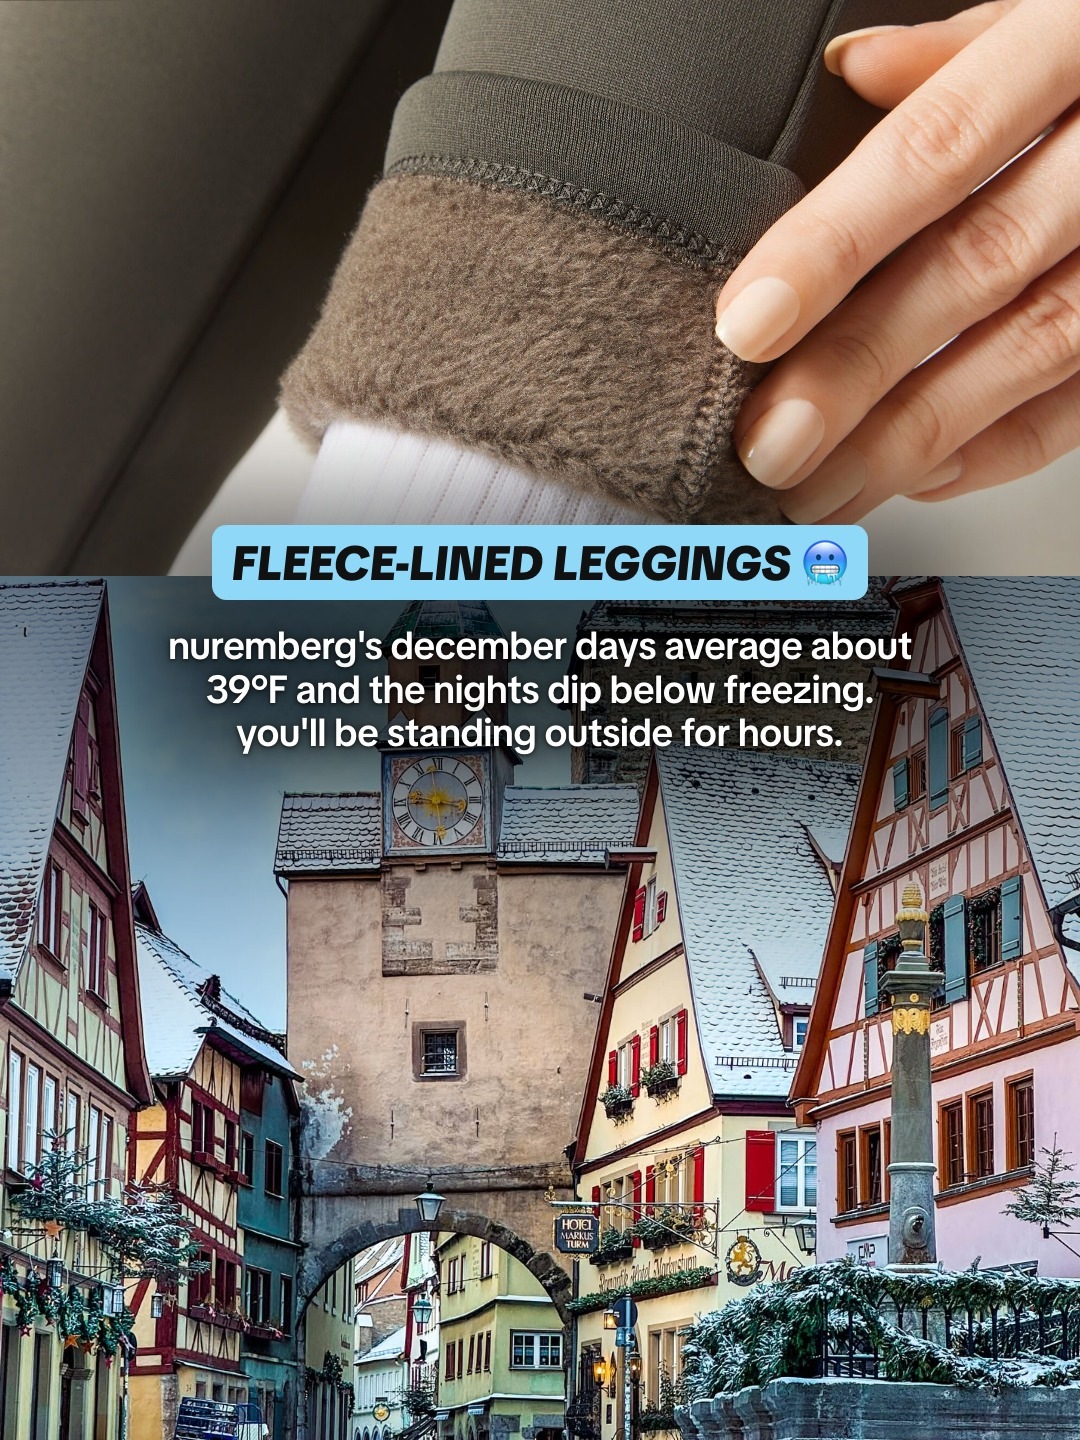 FLEECE-LINED LEGGINGS 🥶
nuremberg's december days average about
39°F and the nights dip below freezing.
you'll be standing outside for hours.
HOTEL
MARKUS
TURM